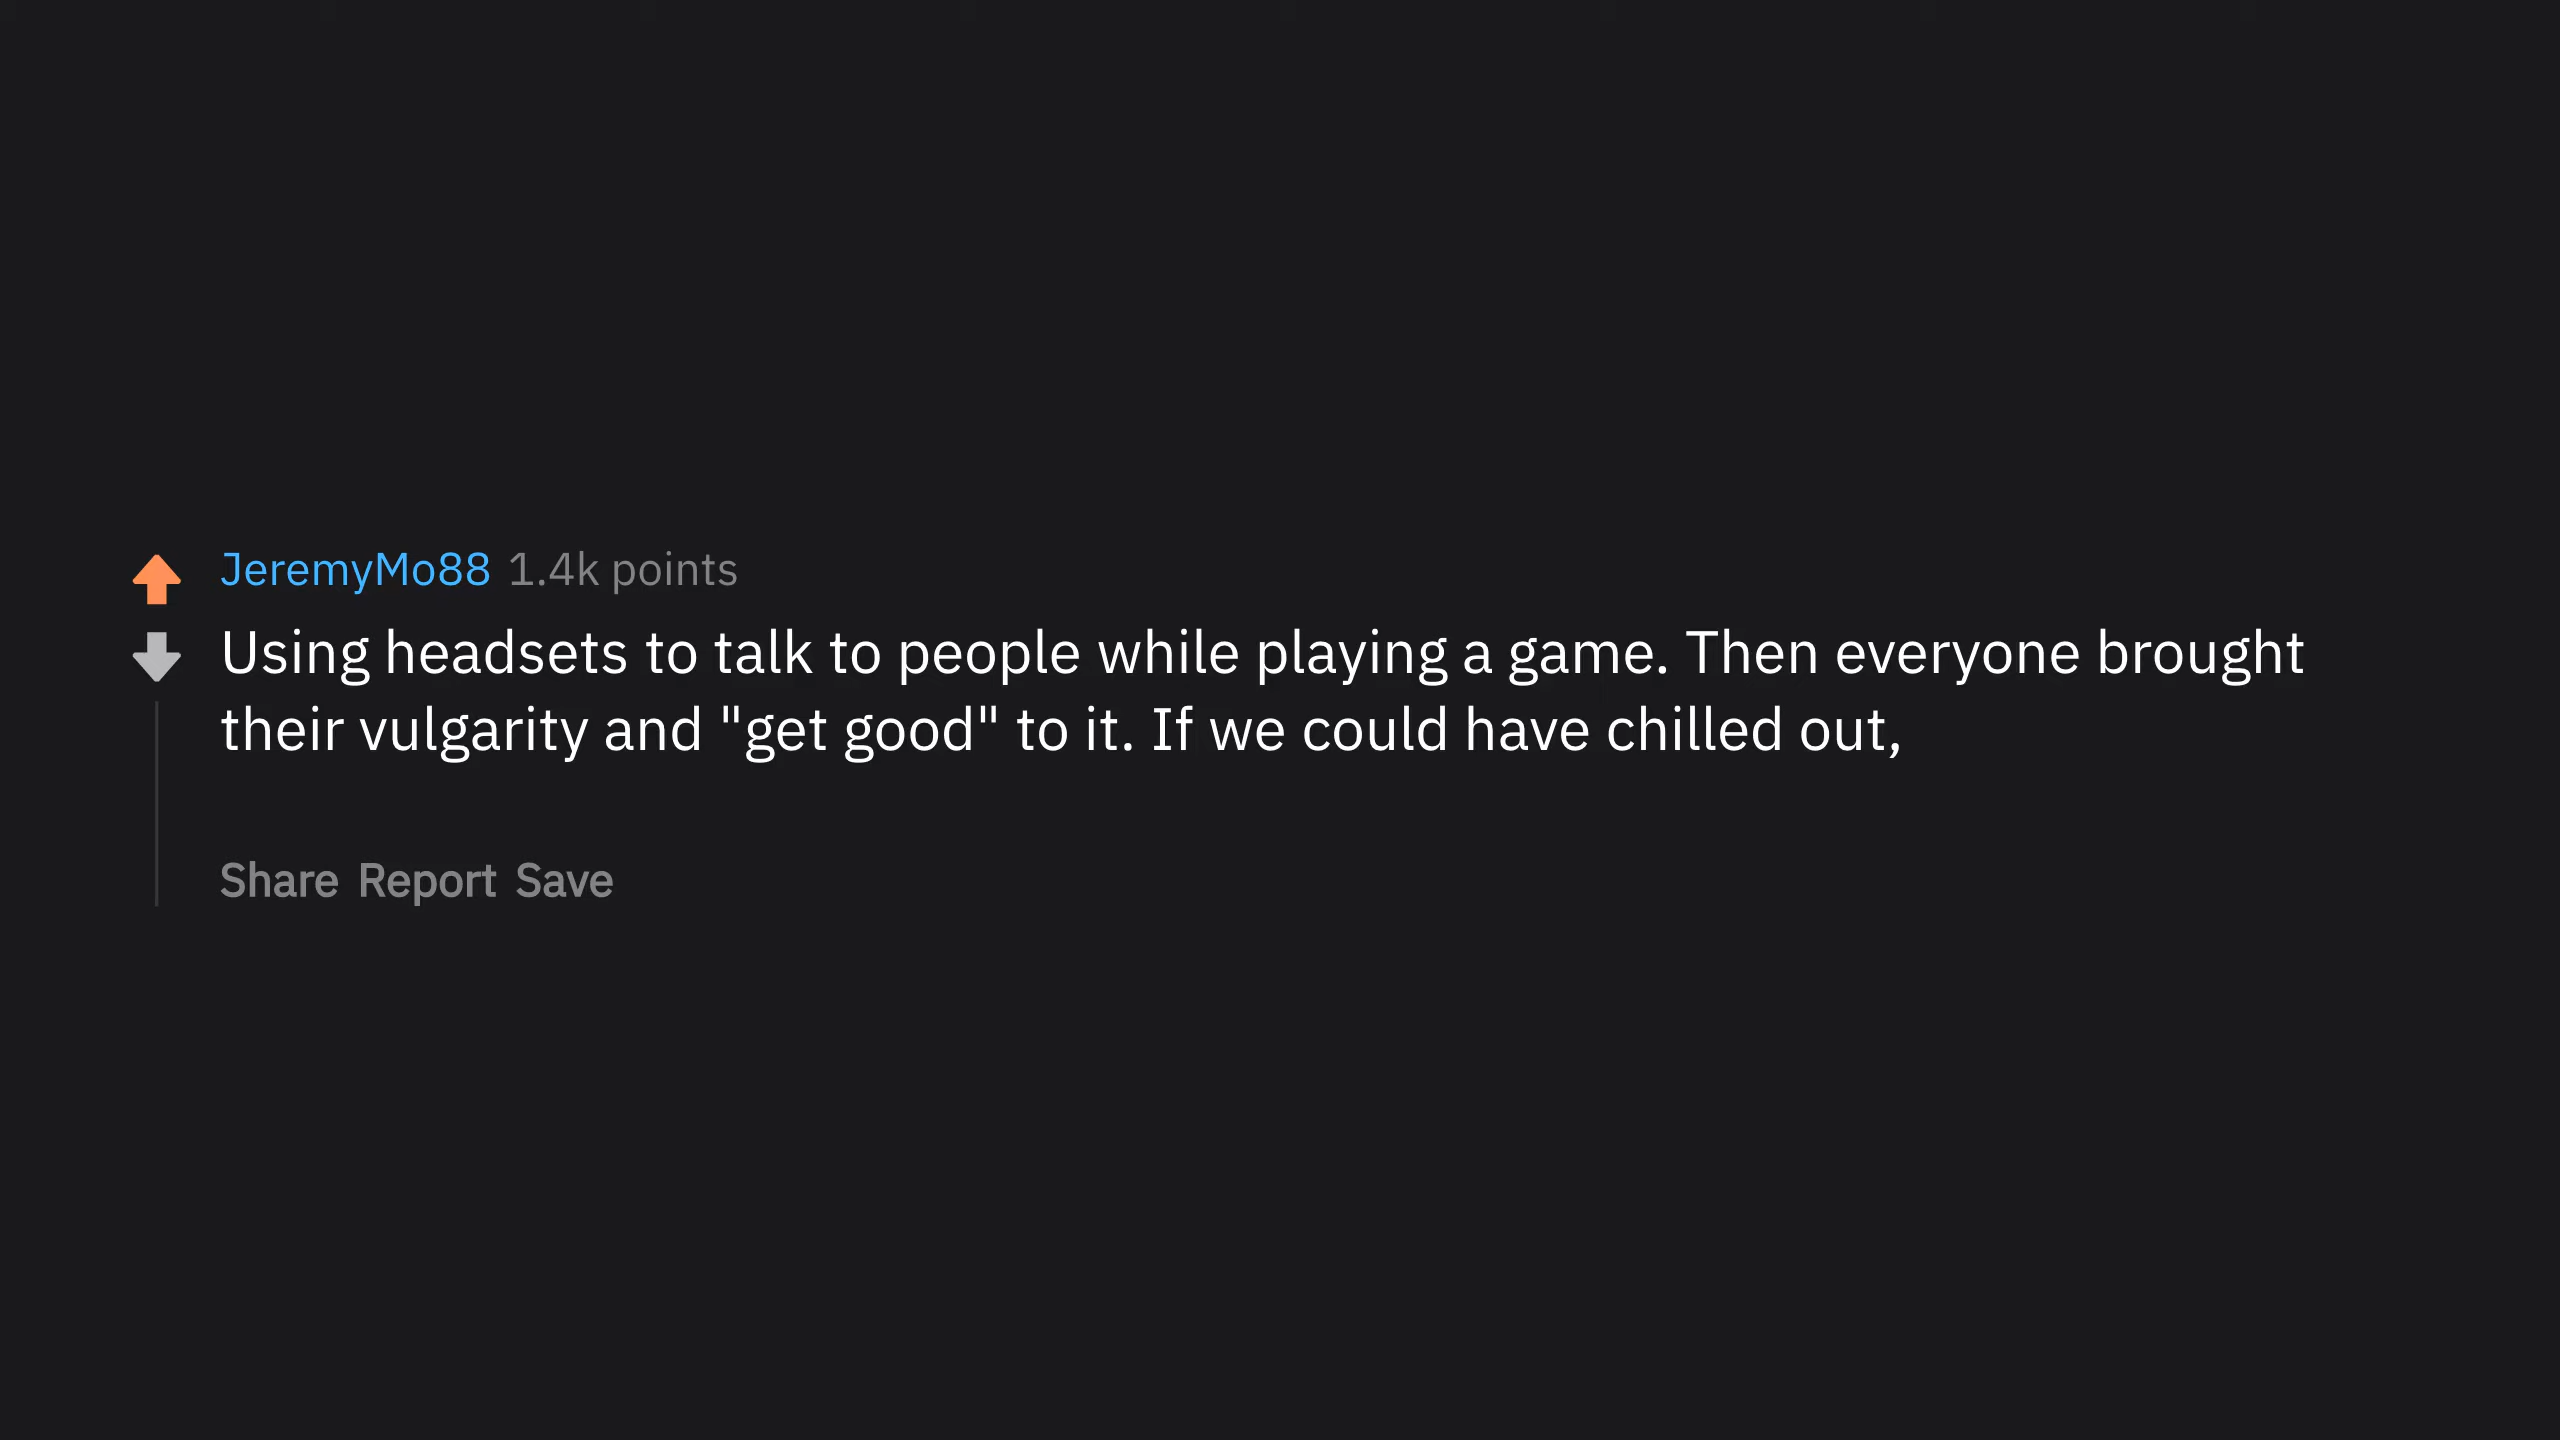 JeremyMo88 1.4k points
Using headsets to talk to people while playing a game. Then everyone brought
their vulgarity and "get good" to it. If we could have chilled out,
Share Report Save